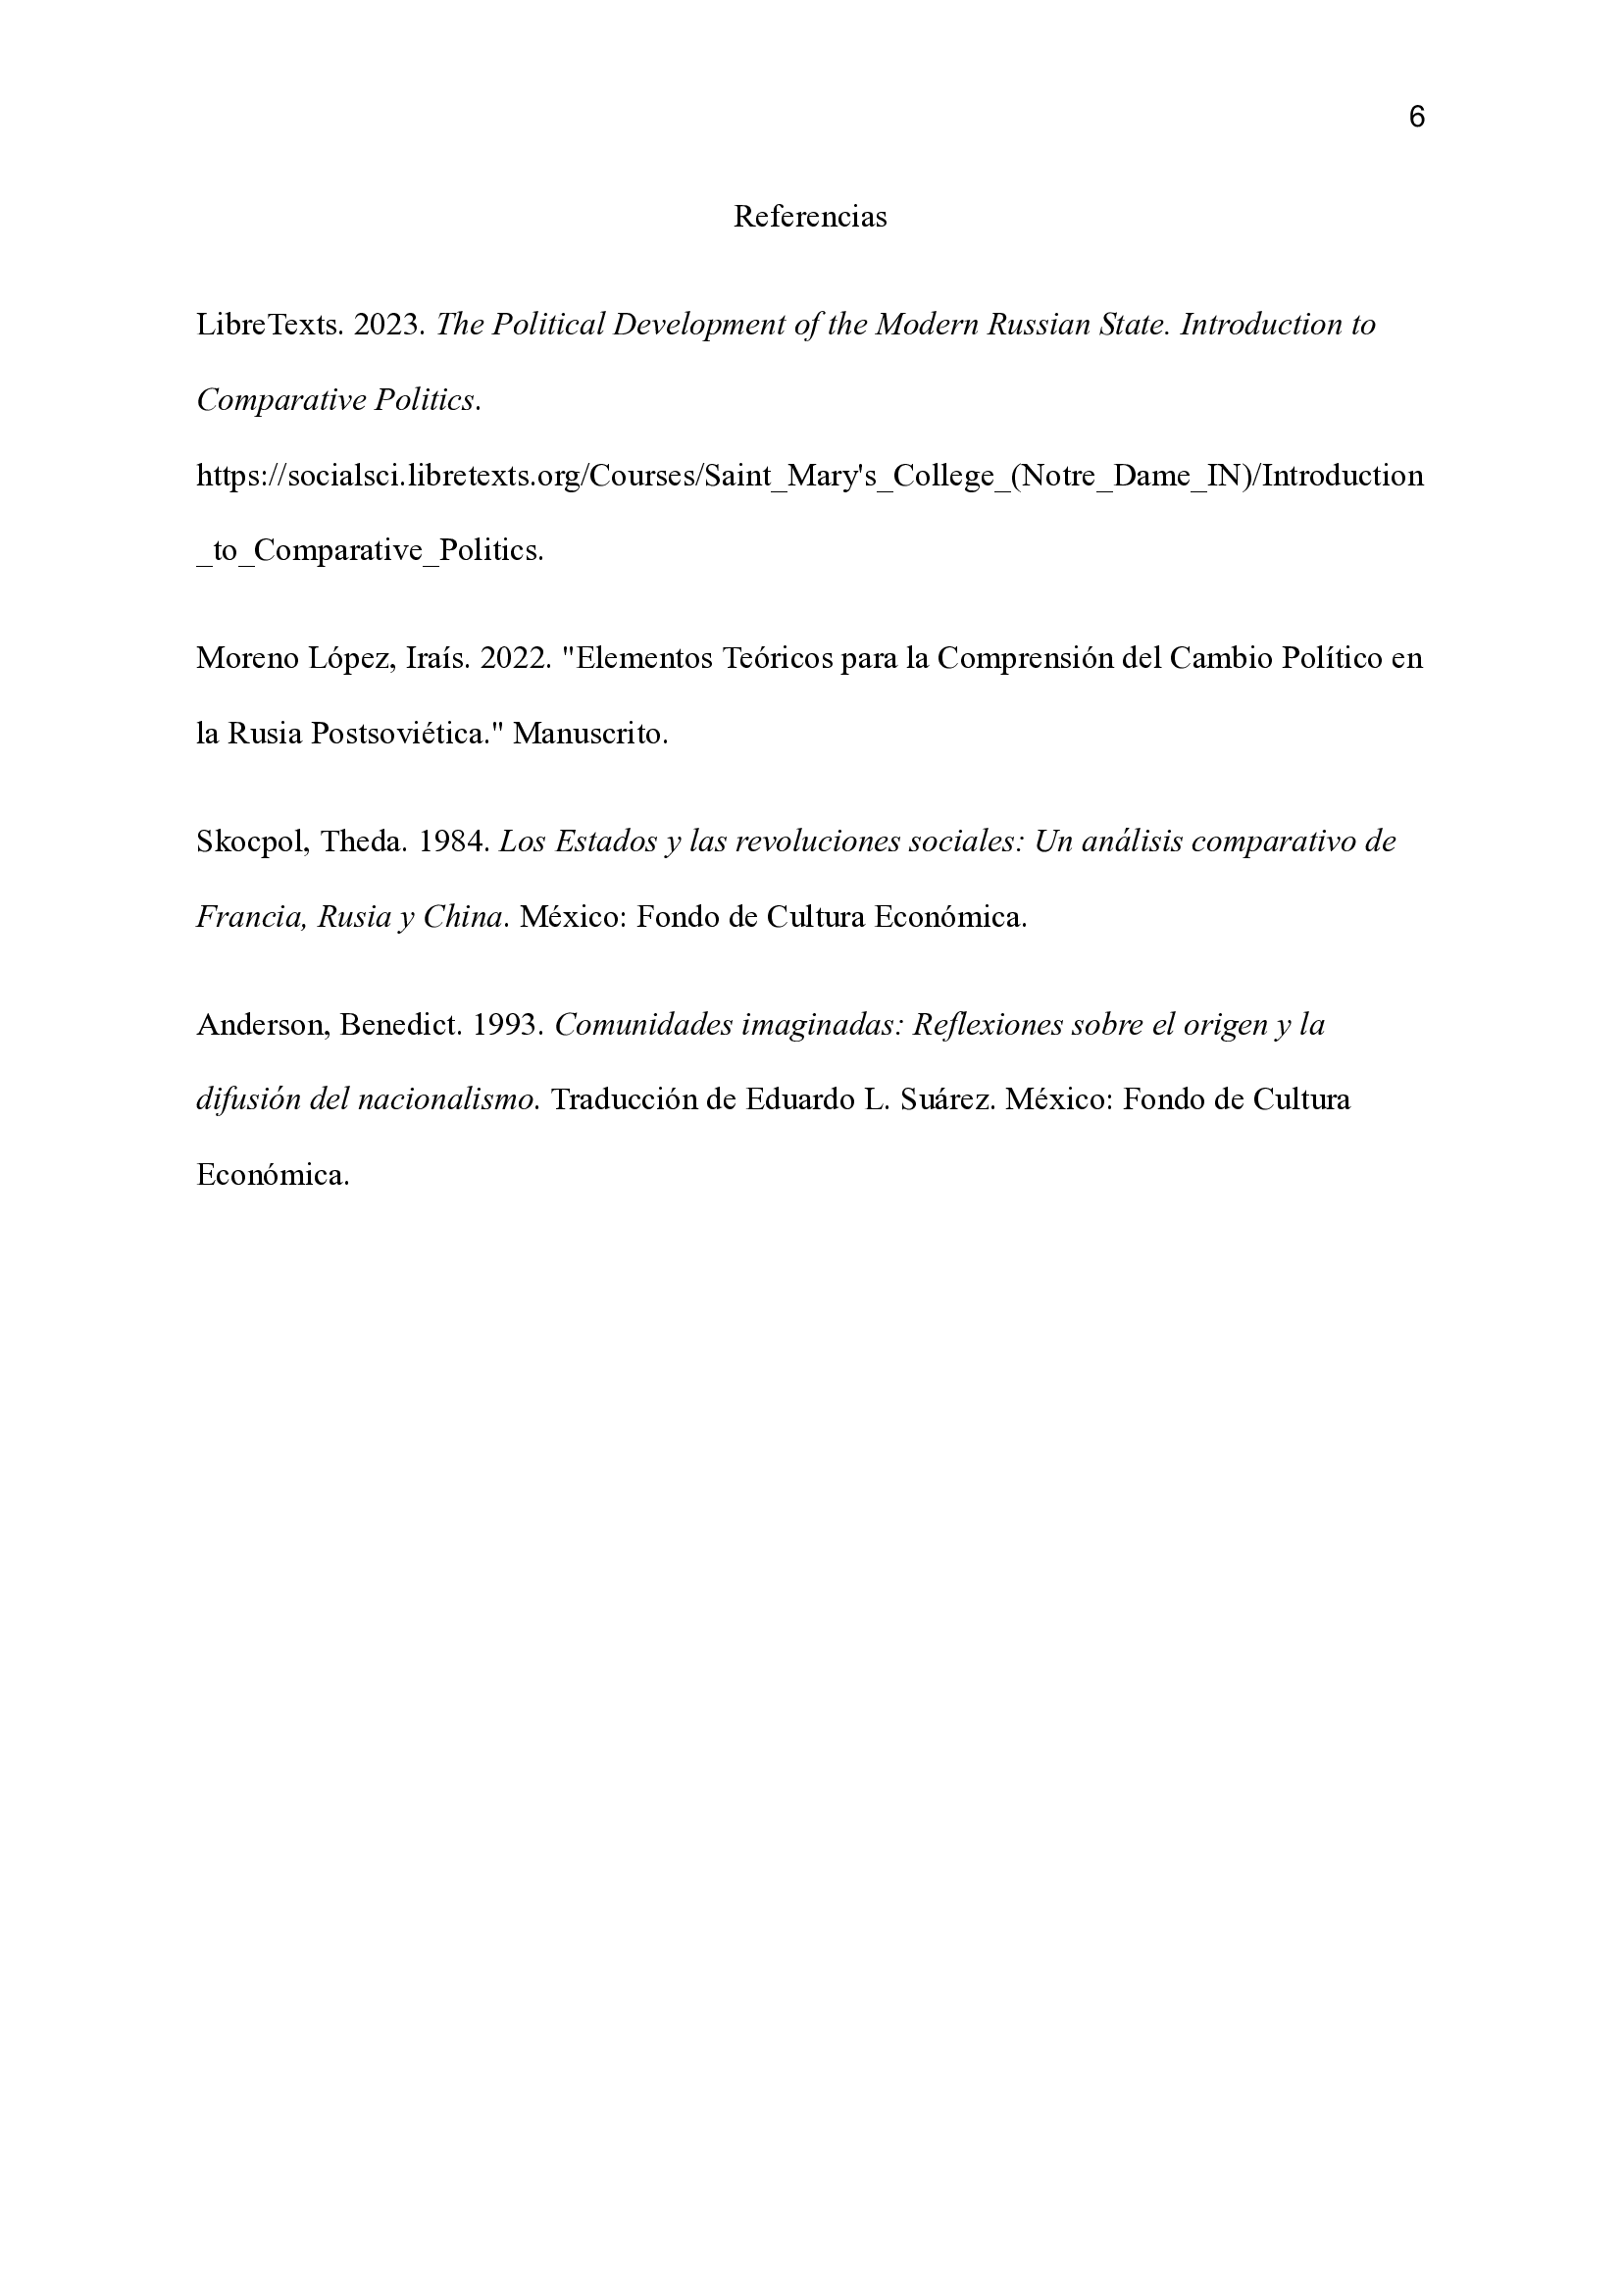 6
Referencias
LibreTexts. 2023. The Political Development of the Modern Russian State. Introduction to
Comparative Politics.
https://socialsci.libretexts.org/Courses/Saint_Mary's_College_(Notre_Dame_IN)/Introduction
_to_Comparative_Politics.
Moreno López, Iraís. 2022. "Elementos Teóricos para la Comprensión del Cambio Político en
la Rusia Postsoviética." Manuscrito.
Skocpol, Theda. 1984. Los Estados y las revoluciones sociales: Un análisis comparativo de
Francia, Rusia y China. México: Fondo de Cultura Económica.
Anderson, Benedict. 1993. Comunidades imaginadas: Reflexiones sobre el origen y la
difusión del nacionalismo. Traducción de Eduardo L. Suárez. México: Fondo de Cultura
Económica.